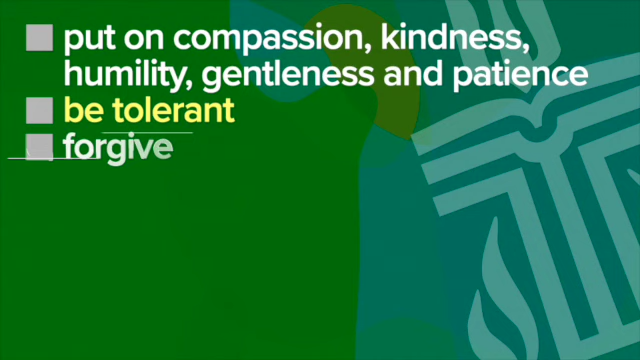 put on compassion, kindness,
humility, gentleness and patience
be tolerant
forgive